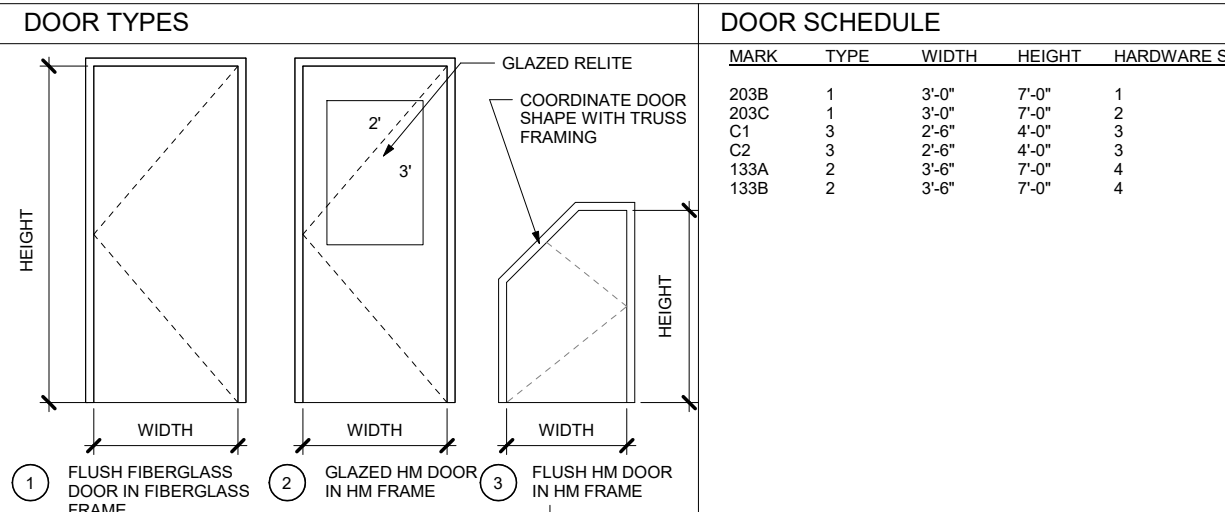 DOOR TYPES
GLAZED RELITE
COORDINATE DOOR
SHAPE WITH TRUSS
FRAMING
2'
3'
HEIGHT
HEIGHT
WIDTH
WIDTH
WIDTH
1
FLUSH FIBERGLASS
DOOR IN FIBERGLASS
FRAME
2
GLAZED HM DOOR
IN HM FRAME
3
FLUSH HM DOOR
IN HM FRAME
DOOR SCHEDULE
MARK TYPE WIDTH HEIGHT HARDWARE S
203B 1 3'-0" 7'-0" 1
203C 1 3'-0" 7'-0" 2
C1 3 2'-6" 4'-0" 3
C2 3 2'-6" 4'-0" 3
133A 2 3'-6" 7'-0" 4
133B 2 3'-6" 7'-0" 4